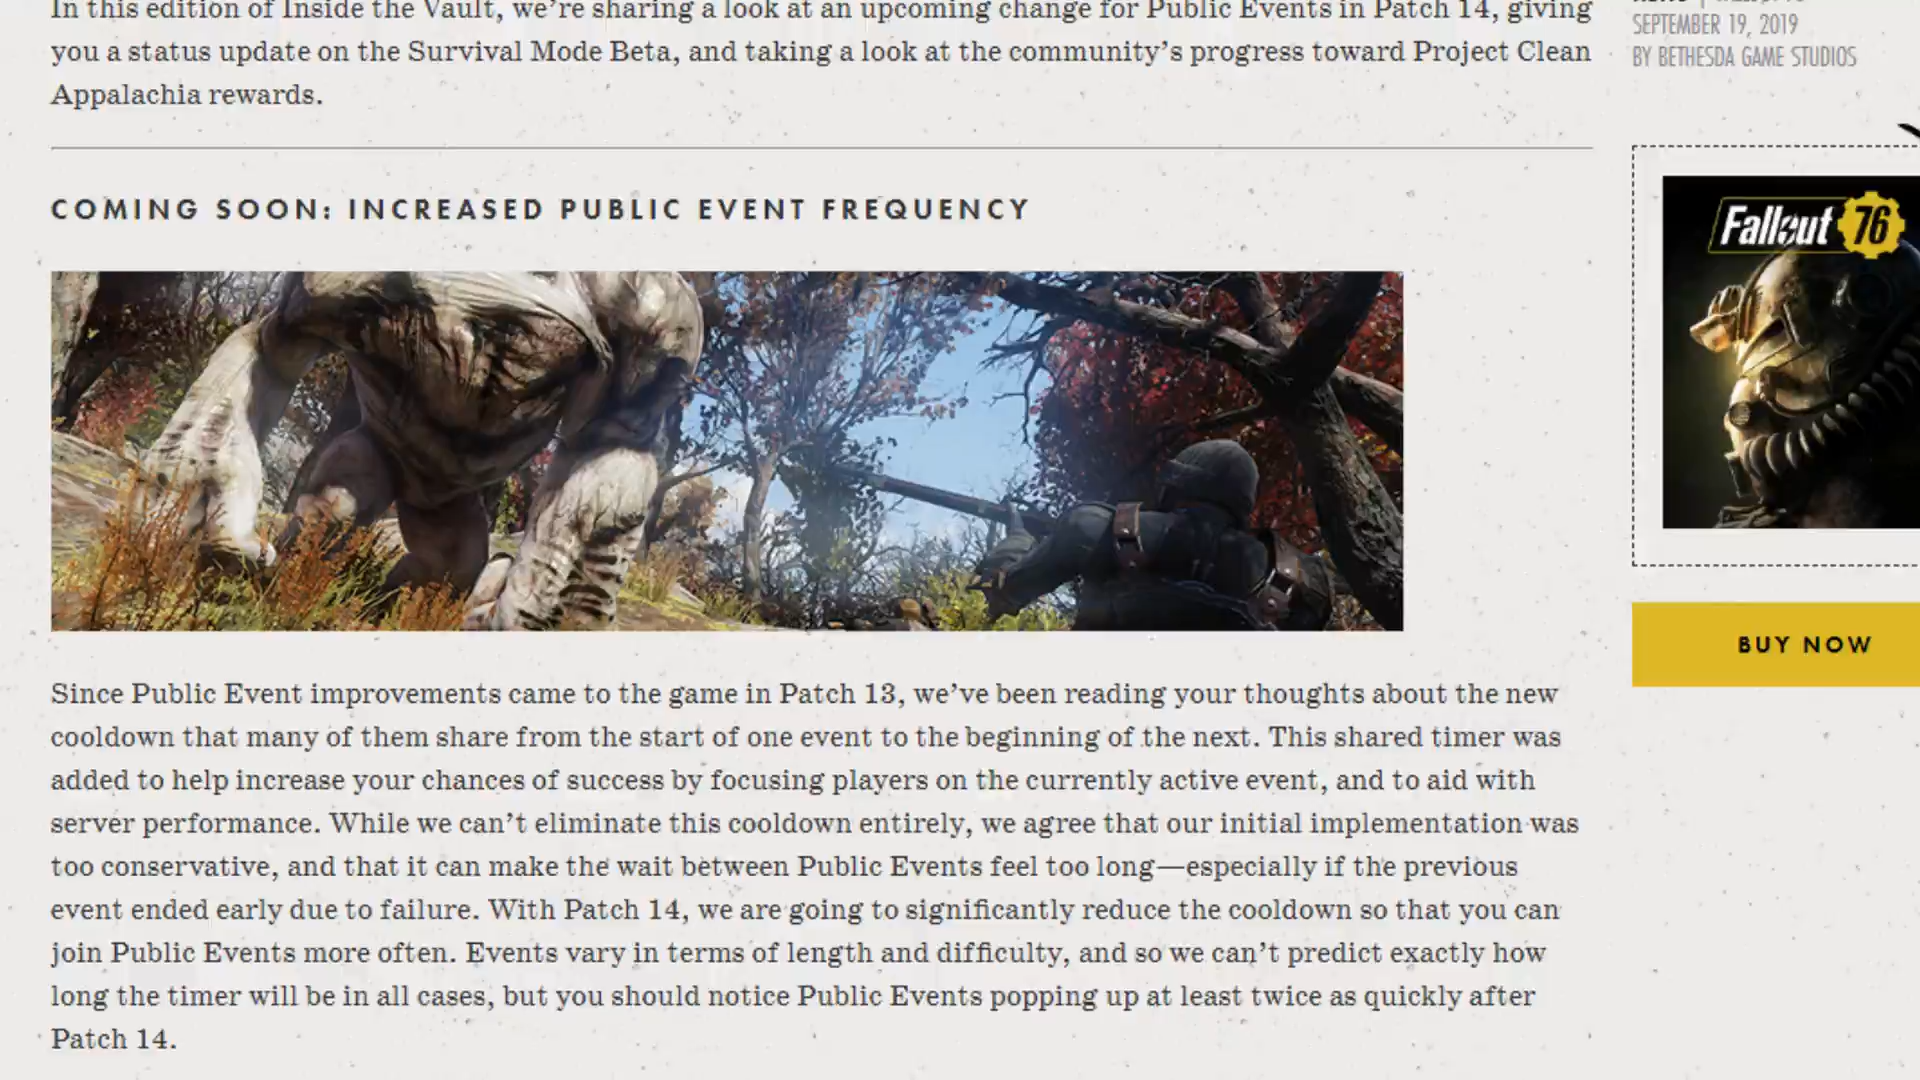 In this edition of Inside the Vault, we're sharing a look at an upcoming change for Public Events in Patch 14, giving
you a status update on the Survival Mode Beta, and taking a look at the community's progress toward Project Clean
Appalachia rewards.
SEPTEMBER 19, 2019
BY BETHESDA GAME STUDIOS
COMING SOON: INCREASED PUBLIC EVENT FREQUENCY
Fallout 76
BUY NOW
Since Public Event improvements came to the game in Patch 13, we've been reading your thoughts about the new
cooldown that many of them share from the start of one event to the beginning of the next. This shared timer was
added to help increase your chances of success by focusing players on the currently active event, and to aid with
server performance. While we can't eliminate this cooldown entirely, we agree that our initial implementation was
too conservative, and that it can make the wait between Public Events feel too long—especially if the previous
event ended early due to failure. With Patch 14, we are going to significantly reduce the cooldown so that you can
join Public Events more often. Events vary in terms of length and difficulty, and so we can't predict exactly how
long the timer will be in all cases, but you should notice Public Events popping up at least twice as quickly after
Patch 14.